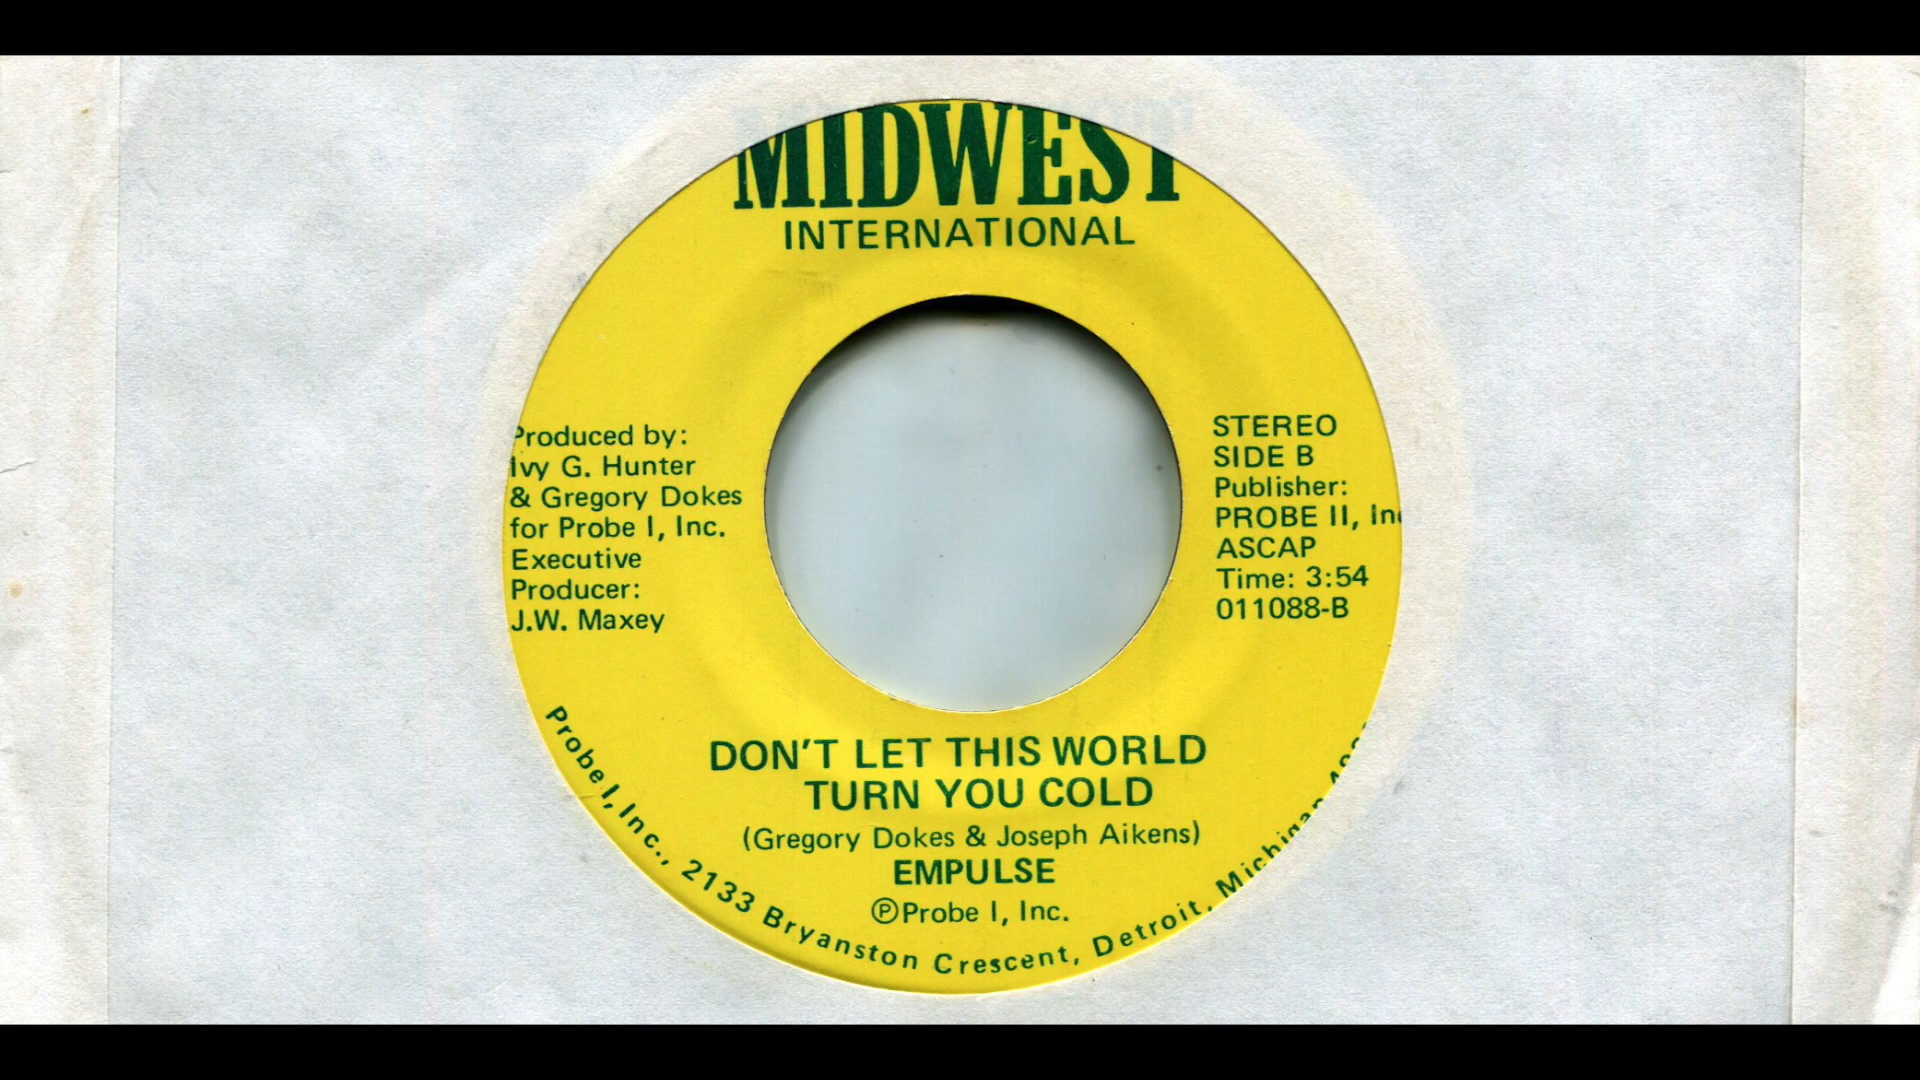 MIDWEST
INTERNATIONAL
Produced by:
Ivy G. Hunter
& Gregory Dokes
for Probe I, Inc.
Executive
Producer:
J.W. Maxey
STEREO
SIDE B
Publisher:
PROBE II, Inc
ASCAP
Time: 3:54
011088-B
DON'T LET THIS WORLD
TURN YOU COLD
(Gregory Dokes & Joseph Aikens)
EMPULSE
℗Probe I, Inc.
Probe I, Inc., 2133 Bryanston Crescent, Detroit, Michigan